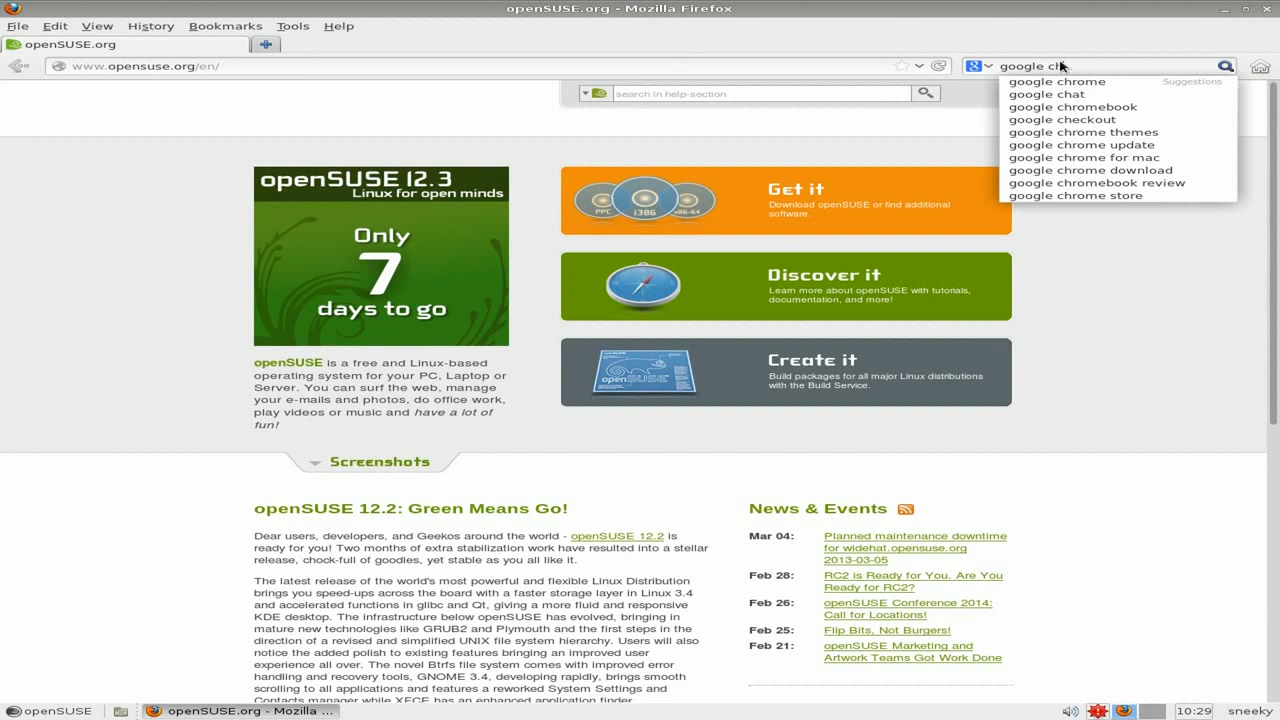 openSUSE.org - Mozilla Firefox
File Edit View History Bookmarks Tools Help
openSUSE.org
www.opensuse.org/en/
google ch
google chrome Suggestions
google chat
google chromebook
google checkout
google chrome themes
google chrome update
google chrome for mac
google chrome download
google chromebook review
google chrome store
search in help-section
openSUSE 12.3
Linux for open minds
Only
7
days to go
PPC i386 x86-64
Get it
Download openSUSE or find additional
software.
Discover it
Learn more about openSUSE with tutorials,
documentation, and more!
openSUSE
Create it
Build packages for all major Linux distributions
with the Build Service.
openSUSE is a free and Linux-based
operating system for your PC, Laptop or
Server. You can surf the web, manage
your e-mails and photos, do office work,
play videos or music and have a lot of
fun!
Screenshots
openSUSE 12.2: Green Means Go!
Dear users, developers, and Geekos around the world - openSUSE 12.2 is
ready for you! Two months of extra stabilization work have resulted into a stellar
release, chock-full of goodies, yet stable as you all like it.
The latest release of the world's most powerful and flexible Linux Distribution
brings you speed-ups across the board with a faster storage layer in Linux 3.4
and accelerated functions in glibc and Qt, giving a more fluid and responsive
KDE desktop. The infrastructure below openSUSE has evolved, bringing in
mature new technologies like GRUB2 and Plymouth and the first steps in the
direction of a revised and simplified UNIX file system hierarchy. Users will also
notice the added polish to existing features bringing an improved user
experience all over. The novel Btrfs file system comes with improved error
handling and recovery tools, GNOME 3.4, developing rapidly, brings smooth
scrolling to all applications and features a reworked System Settings and
Contacts manager while XFCE has an enhanced application finder.
News & Events
Mar 04: Planned maintenance downtime
for widehat.opensuse.org
2013-03-05
Feb 28: RC2 is Ready for You. Are You
Ready for RC2?
Feb 26: openSUSE Conference 2014:
Call for Locations!
Feb 25: Flip Bits, Not Burgers!
Feb 21: openSUSE Marketing and
Artwork Teams Got Work Done
openSUSE openSUSE.org - Mozilla ... 10:29 sneeky